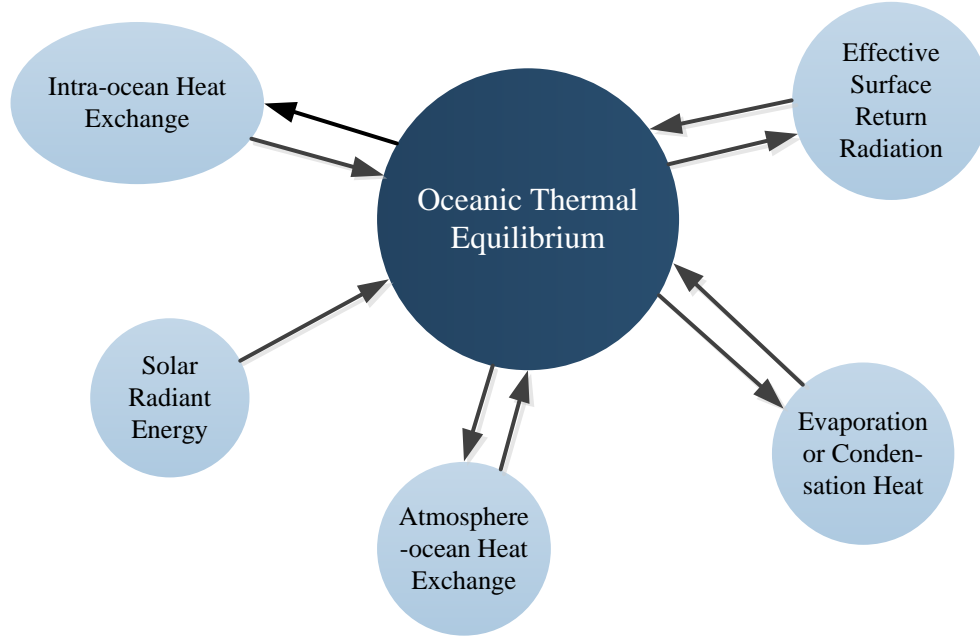 Intra-ocean Heat
Exchange
Effective
Surface
Return
Radiation
Oceanic Thermal
Equilibrium
Solar
Radiant
Energy
Evaporation
or Conden-
sation Heat
Atmosphere
-ocean Heat
Exchange